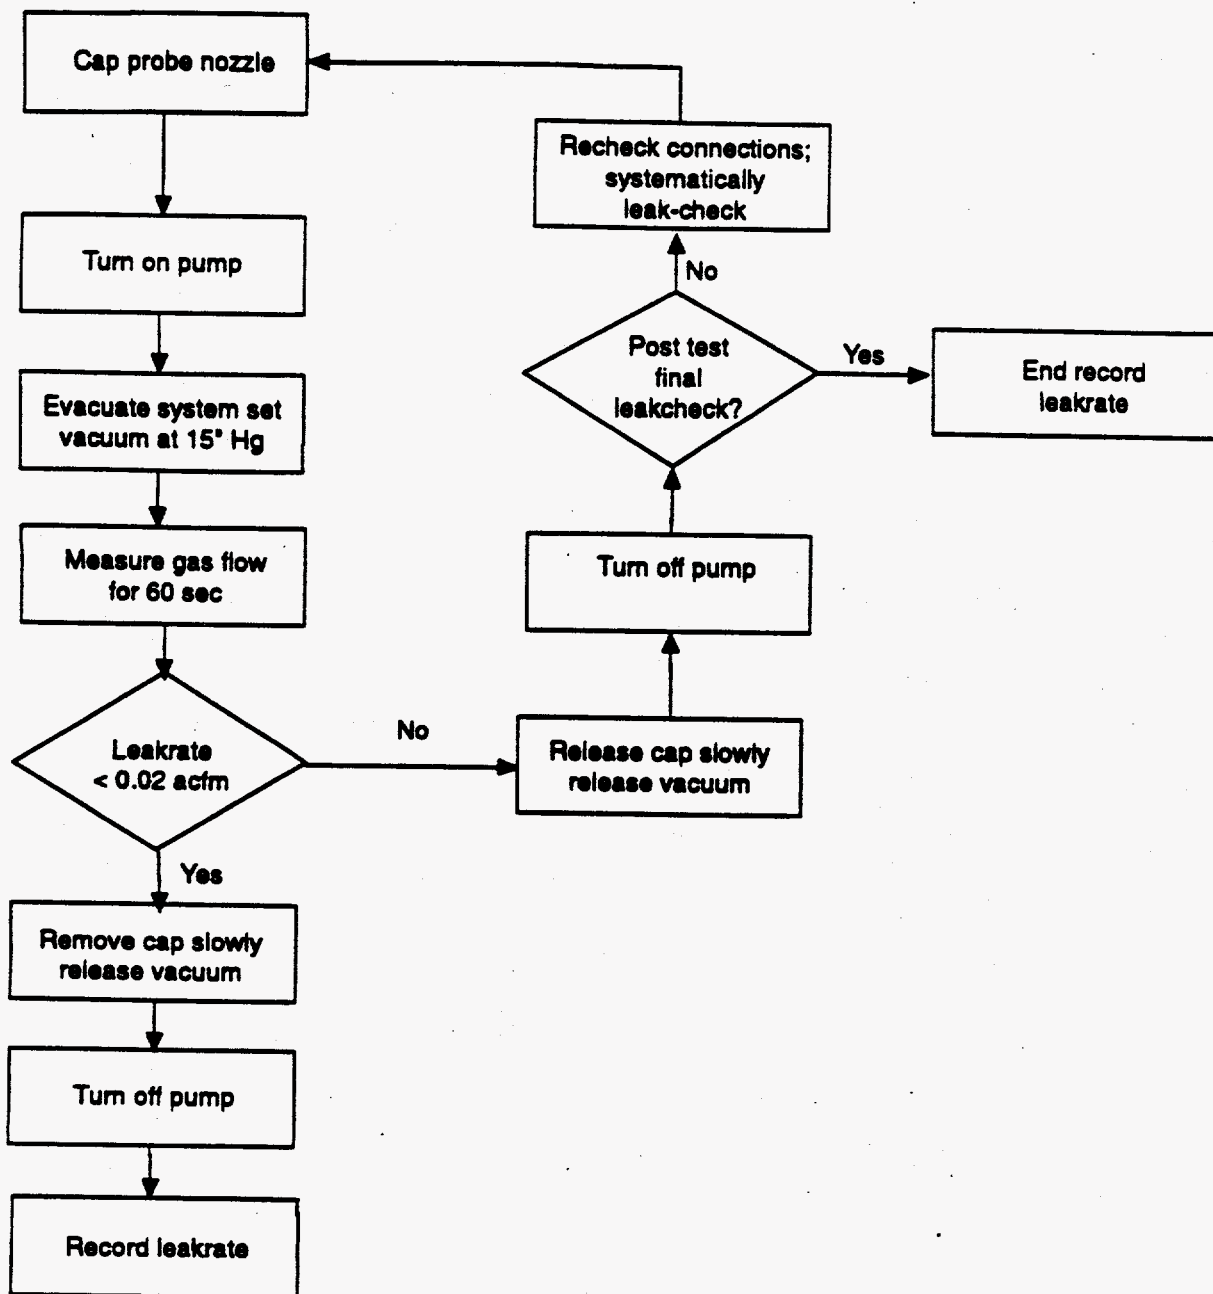 Cap probe nozzle
Turn on pump
Evacuate system set
vacuum at 15" Hg
Measure gas flow
for 60 sec
Leakrate
< 0.02 acfm
No
Yes
Remove cap slowly
release vacuum
Turn off pump
Record leakrate
Release cap slowly
release vacuum
Turn off pump
Post test
final
leakcheck?
No
Yes
Recheck connections;
systematically
leak-check
End record
leakrate